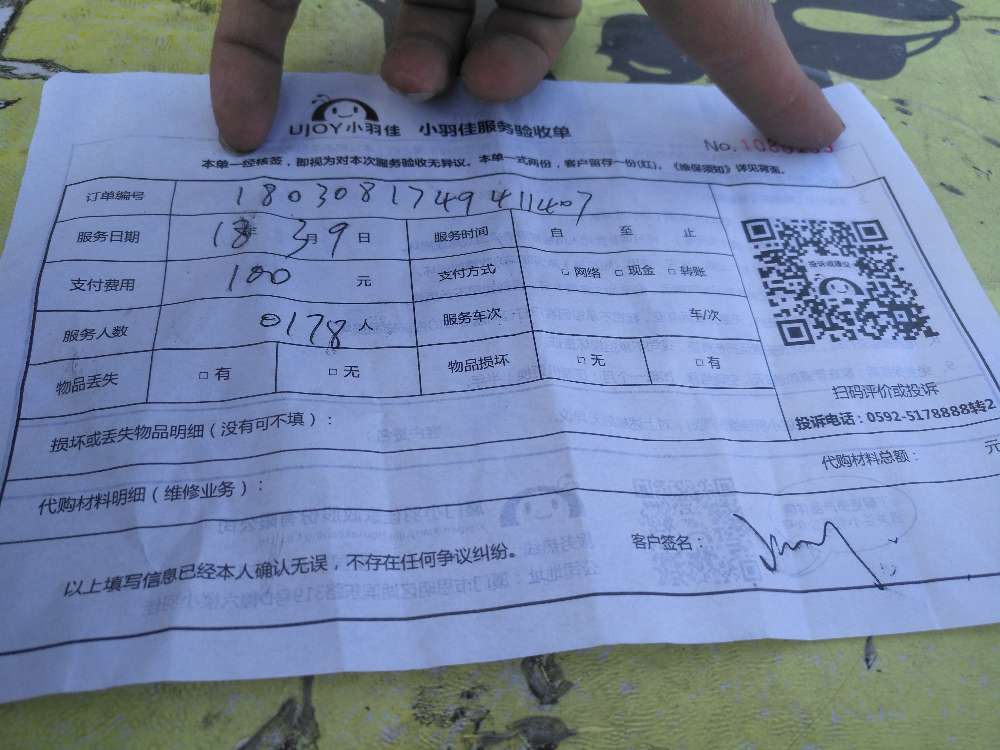 UJOY小羽佳 小羽佳服务验收单
No.
本单一经核签，即视为对本次服务验收无异议。本单一式两份，客户留存一份(红)，《维保须知》详见背面。
订单编号 18030817494411407
服务日期 18年 3月 9日 服务时间 自 至 止
支付费用 180 元 支付方式 □ 网络 □ 现金 □ 转账
服务人数 0178 人 服务车次 车/次
物品丢失 □ 有 □ 无 物品损坏 □ 无 □ 有
投诉或建议
扫码评价或投诉
投诉电话：0592-5178888转2
损坏或丢失物品明细（没有可不填）：
代购材料明细（维修业务）： 代购材料总额： 元
以上填写信息已经本人确认无误，不存在任何争议纠纷。 客户签名：